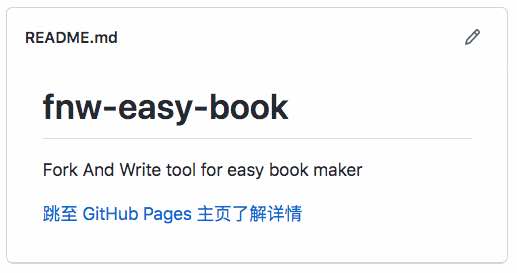 README.md
fnw-easy-book
Fork And Write tool for easy book maker
跳至 GitHub Pages 主页了解详情